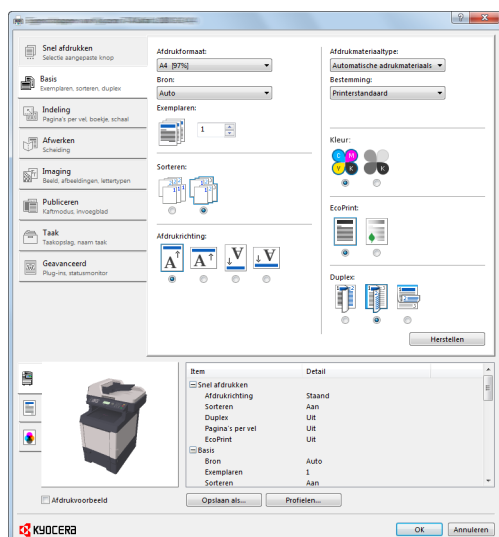 Snel afdrukken
Selectie aangepaste knop
Basis
Exemplaren, sorteren, duplex
Indeling
Pagina's per vel, boekje, schaal
Afwerken
Scheiding
Imaging
Beeld, afbeeldingen, lettertypen
Publiceren
Kaftmodus, invoegblad
Taak
Taakopslag, naam taak
Geavanceerd
Plug-ins, statusmonitor
Afdrukformaat:
A4 [97%]
Bron:
Auto
Exemplaren:
1
Sorteren:
Afdrukrichting:
A A A A
Afdrukmateriaaltype:
Automatische adrukmateriaals
Bestemming:
Printerstandaard
Kleur:
C M
Y K K
EcoPrint:
Duplex:
Herstellen
Item Detail
Snel afdrukken
Afdrukrichting Staand
Sorteren Aan
Duplex Uit
Pagina's per vel Uit
EcoPrint Uit
Basis
Bron Auto
Exemplaren 1
Sorteren Aan
Afdrukvoorbeeld
Opslaan als... Profielen...
KYOCERA
OK Annuleren